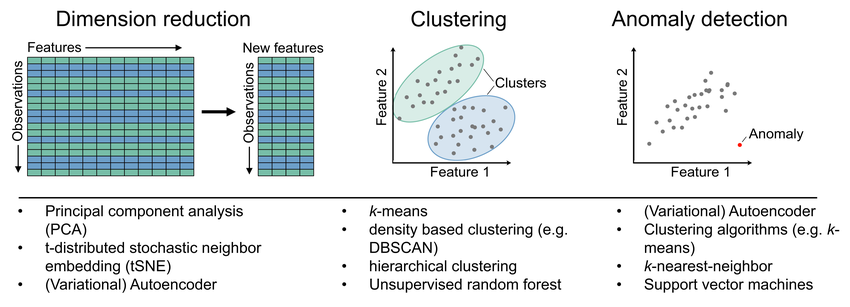 Dimension reduction
Features
New features
Observations
Observations
Clustering
Feature 2
Clusters
Feature 1
Anomaly detection
Feature 2
Anomaly
Feature 1
• Principal component analysis
(PCA)
• t-distributed stochastic neighbor
embedding (tSNE)
• (Variational) Autoencoder
• k-means
• density based clustering (e.g.
DBSCAN)
• hierarchical clustering
• Unsupervised random forest
• (Variational) Autoencoder
• Clustering algorithms (e.g. k-
means)
• k-nearest-neighbor
• Support vector machines